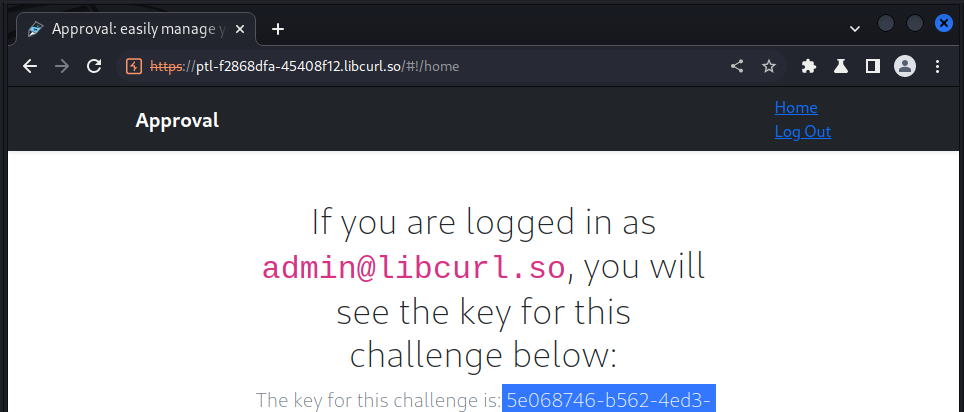 Approval: easily manage y
https://ptl-f2868dfa-45408f12.libcurl.so/#!/home
Approval
Home
Log Out
If you are logged in as
admin@libcurl.so, you will
see the key for this
challenge below:
The key for this challenge is: 5e068746-b562-4ed3-